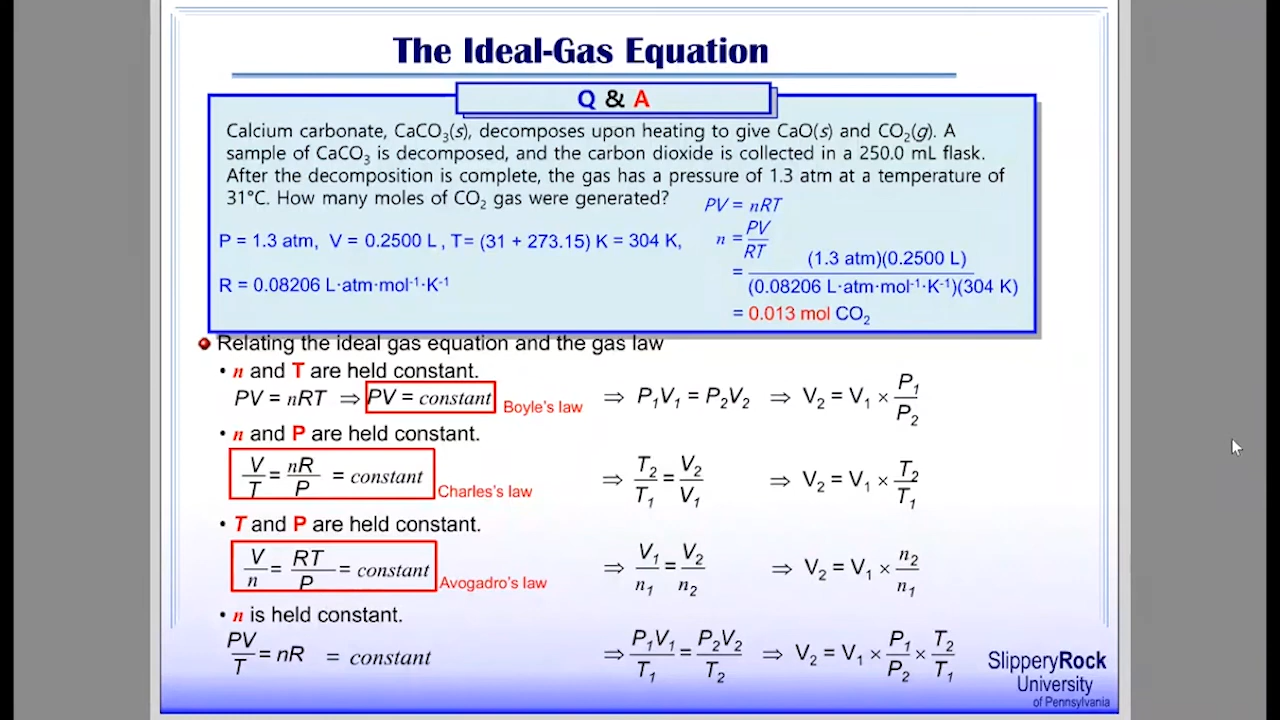 The Ideal-Gas Equation
Q & A
Calcium carbonate, CaCO₃(s), decomposes upon heating to give CaO(s) and CO₂(g). A
sample of CaCO₃ is decomposed, and the carbon dioxide is collected in a 250.0 mL flask.
After the decomposition is complete, the gas has a pressure of 1.3 atm at a temperature of
31°C. How many moles of CO₂ gas were generated?
PV = nRT
P = 1.3 atm, V = 0.2500 L , T= (31 + 273.15) K = 304 K,
n = PV/RT
R = 0.08206 L·atm·mol⁻¹·K⁻¹
= (1.3 atm)(0.2500 L) / (0.08206 L·atm·mol⁻¹·K⁻¹)(304 K)
= 0.013 mol CO₂
Relating the ideal gas equation and the gas law
• n and T are held constant.
PV = nRT ⇒ PV = constant Boyle's law ⇒ P₁V₁ = P₂V₂ ⇒ V₂ = V₁ × P₁/P₂
• n and P are held constant.
V/T = nR/P = constant Charles's law ⇒ T₂/T₁ = V₂/V₁ ⇒ V₂ = V₁ × T₂/T₁
• T and P are held constant.
V/n = RT/P = constant Avogadro's law ⇒ V₁/n₁ = V₂/n₂ ⇒ V₂ = V₁ × n₂/n₁
• n is held constant.
PV/T = nR = constant ⇒ P₁V₁/T₁ = P₂V₂/T₂ ⇒ V₂ = V₁ × P₁/P₂ × T₂/T₁
SlipperyRock
University
of Pennsylvania